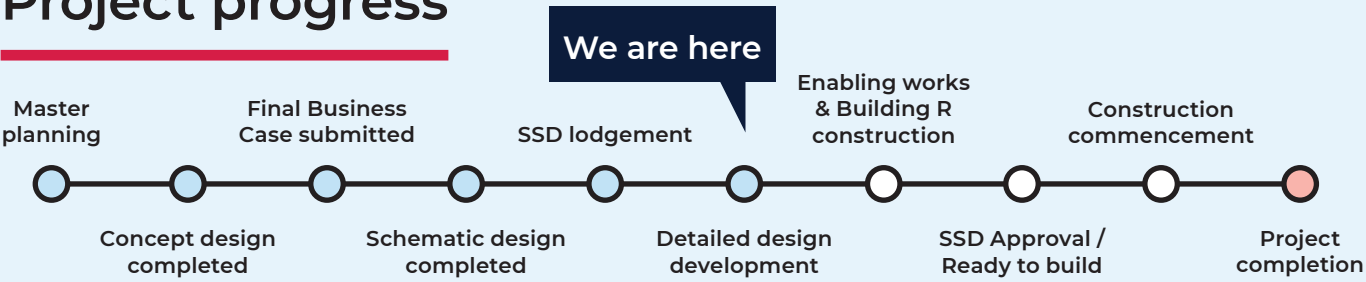 Project progress
We are here
Master
planning
Concept design
completed
Final Business
Case submitted
Schematic design
completed
SSD lodgement
Detailed design
development
Enabling works
& Building R
construction
SSD Approval /
Ready to build
Construction
commencement
Project
completion